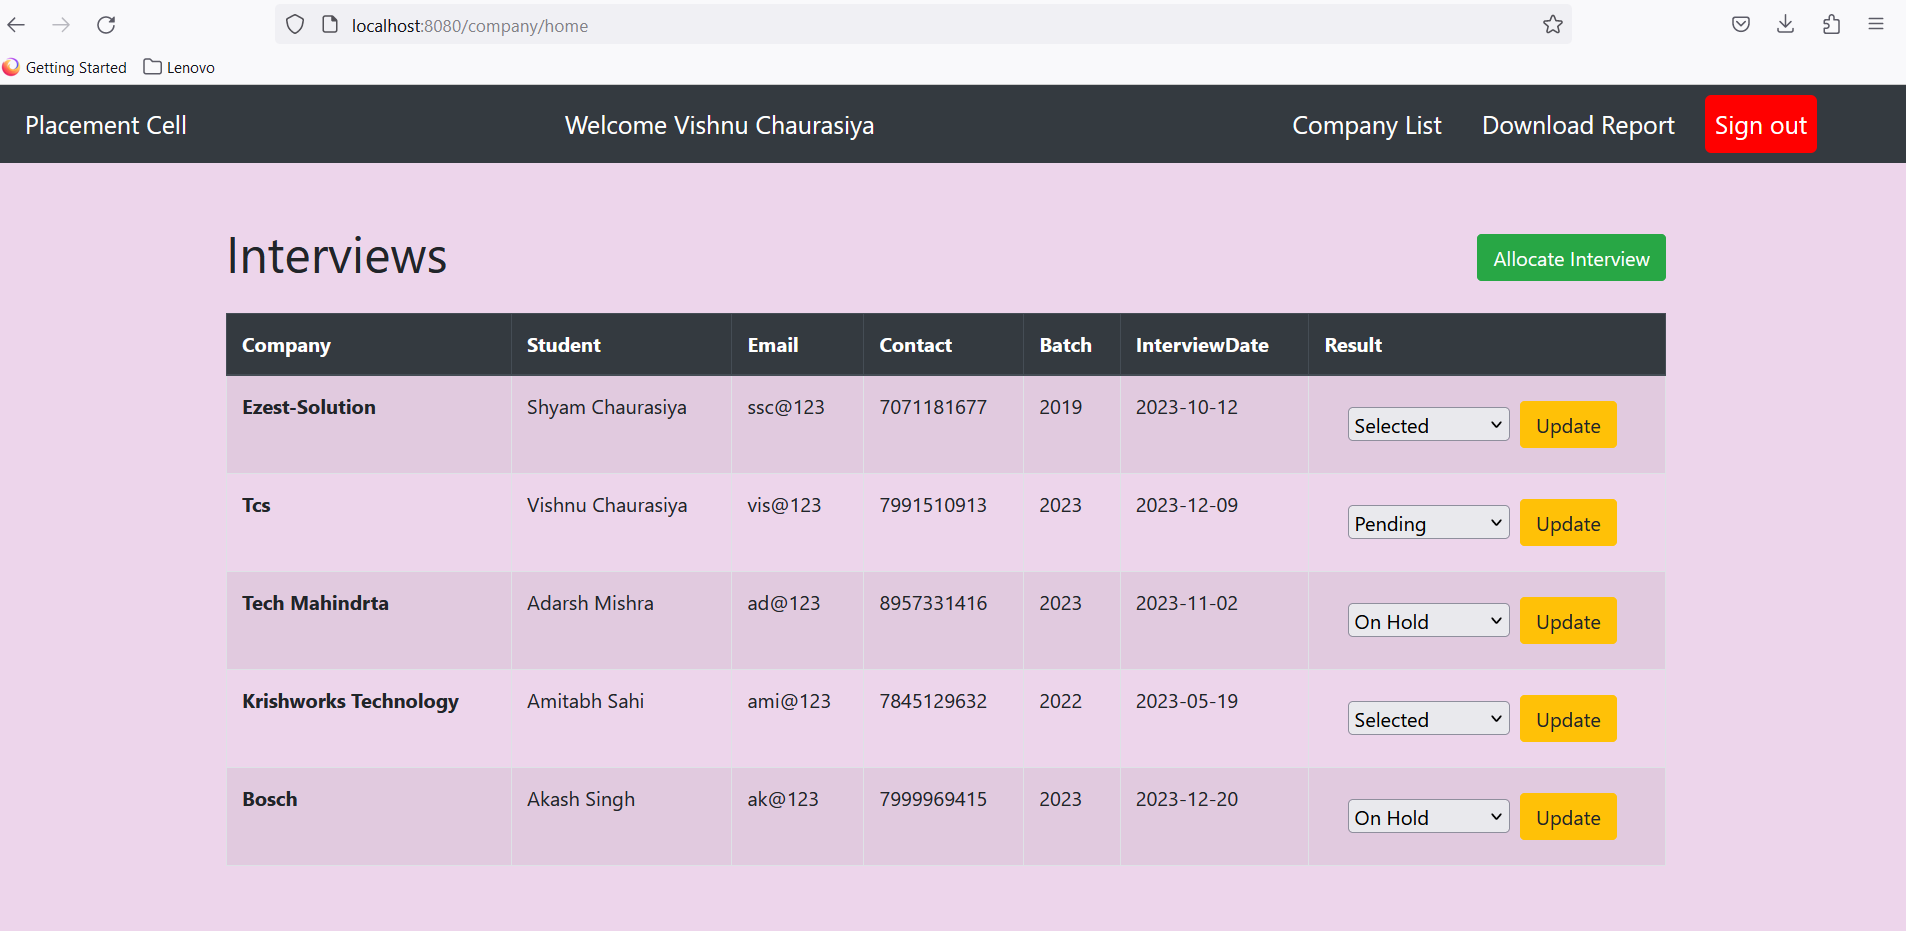 localhost:8080/company/home
Getting Started Lenovo
Placement Cell Welcome Vishnu Chaurasiya Company List Download Report Sign out
Interviews Allocate Interview
Company Student Email Contact Batch InterviewDate Result
Ezest-Solution Shyam Chaurasiya ssc@123 7071181677 2019 2023-10-12 Selected Update
Tcs Vishnu Chaurasiya vis@123 7991510913 2023 2023-12-09 Pending Update
Tech Mahindrta Adarsh Mishra ad@123 8957331416 2023 2023-11-02 On Hold Update
Krishworks Technology Amitabh Sahi ami@123 7845129632 2022 2023-05-19 Selected Update
Bosch Akash Singh ak@123 7999969415 2023 2023-12-20 On Hold Update